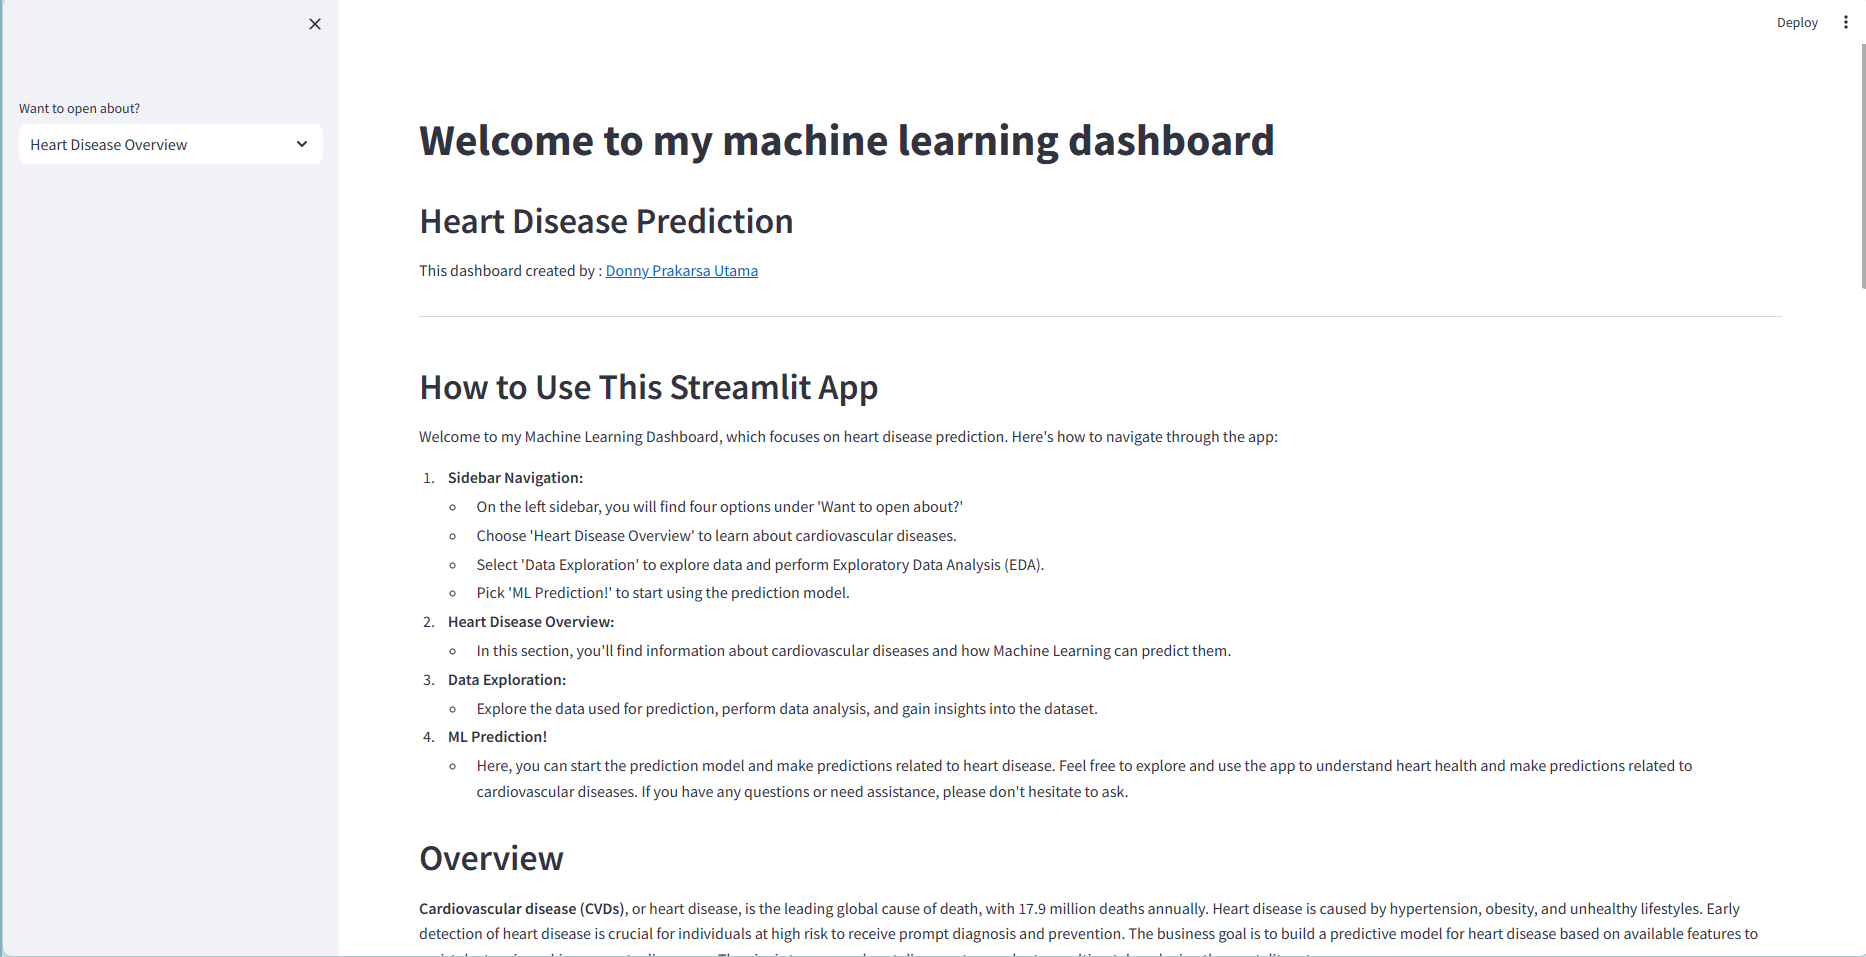 Deploy
Want to open about?
Heart Disease Overview
Welcome to my machine learning dashboard
Heart Disease Prediction
This dashboard created by : Donny Prakarsa Utama
How to Use This Streamlit App
Welcome to my Machine Learning Dashboard, which focuses on heart disease prediction. Here's how to navigate through the app:
1. Sidebar Navigation:
On the left sidebar, you will find four options under 'Want to open about?'
Choose 'Heart Disease Overview' to learn about cardiovascular diseases.
Select 'Data Exploration' to explore data and perform Exploratory Data Analysis (EDA).
Pick 'ML Prediction!' to start using the prediction model.
2. Heart Disease Overview:
In this section, you'll find information about cardiovascular diseases and how Machine Learning can predict them.
3. Data Exploration:
Explore the data used for prediction, perform data analysis, and gain insights into the dataset.
4. ML Prediction!
Here, you can start the prediction model and make predictions related to heart disease. Feel free to explore and use the app to understand heart health and make predictions related to
cardiovascular diseases. If you have any questions or need assistance, please don't hesitate to ask.
Overview
Cardiovascular disease (CVDs), or heart disease, is the leading global cause of death, with 17.9 million deaths annually. Heart disease is caused by hypertension, obesity, and unhealthy lifestyles. Early
detection of heart disease is crucial for individuals at high risk to receive prompt diagnosis and prevention. The business goal is to build a predictive model for heart disease based on available features to